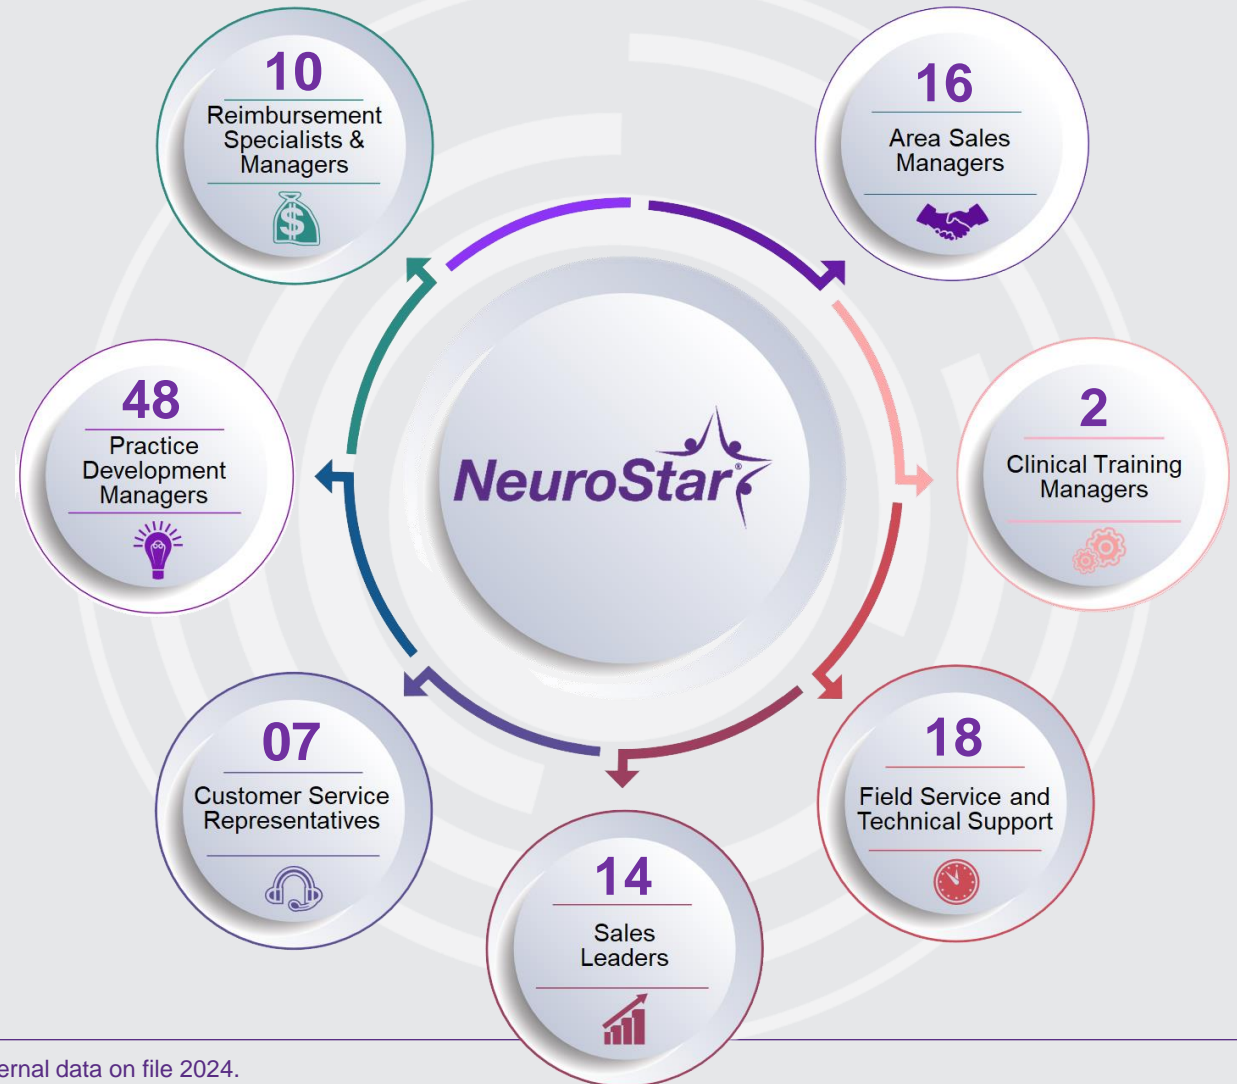 10
Reimbursement
Specialists &
Managers
$
16
Area Sales
Managers
48
Practice
Development
Managers
NeuroStar®
2
Clinical Training
Managers
07
Customer Service
Representatives
18
Field Service and
Technical Support
14
Sales
Leaders
data on file 2024.